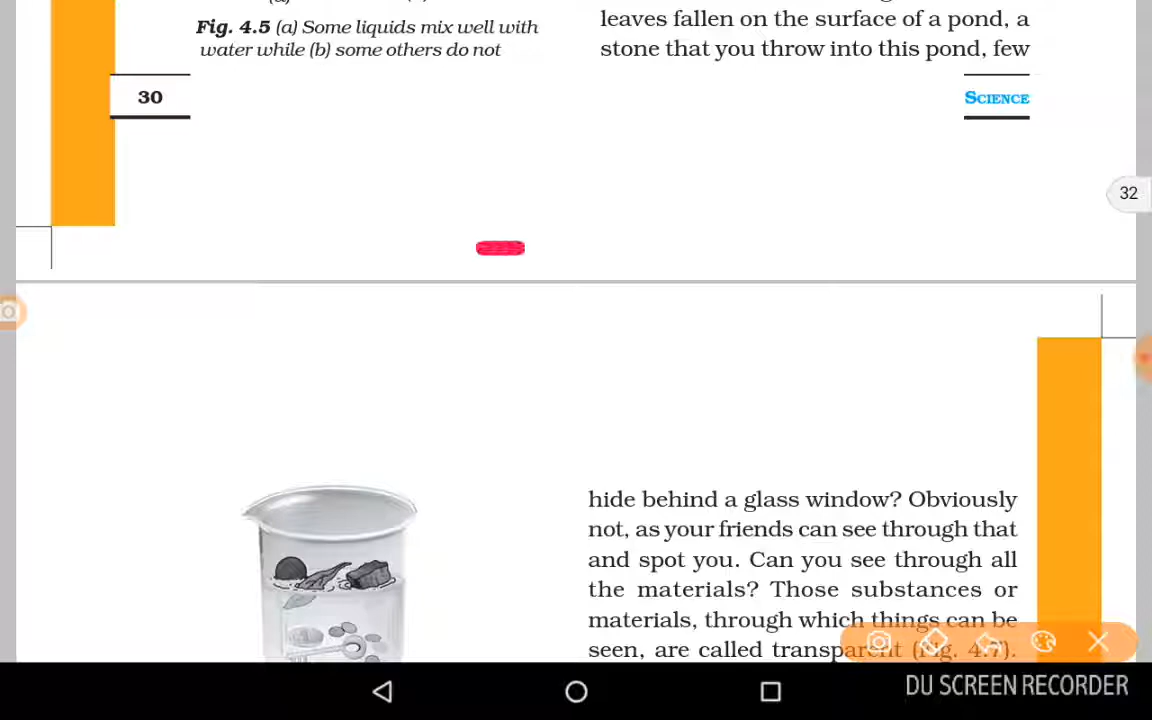 Fig. 4.5 (a) Some liquids mix well with
water while (b) some others do not
leaves fallen on the surface of a pond, a
stone that you throw into this pond, few
30
SCIENCE
32
hide behind a glass window? Obviously
not, as your friends can see through that
and spot you. Can you see through all
the materials? Those substances or
materials, through which things can be
seen, are called transparent (Fig. 4.7).
DU SCREEN RECORDER